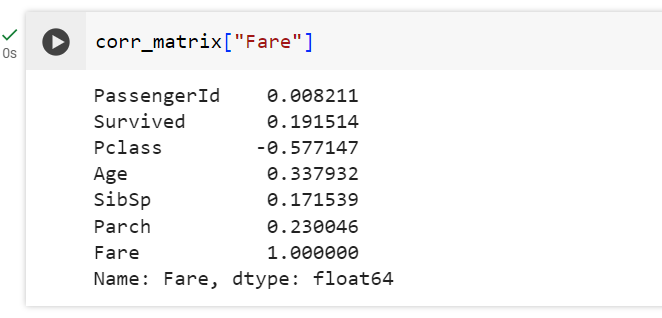 corr_matrix["Fare"]
0s
PassengerId    0.008211
Survived       0.191514
Pclass        -0.577147
Age            0.337932
SibSp          0.171539
Parch          0.230046
Fare           1.000000
Name: Fare, dtype: float64